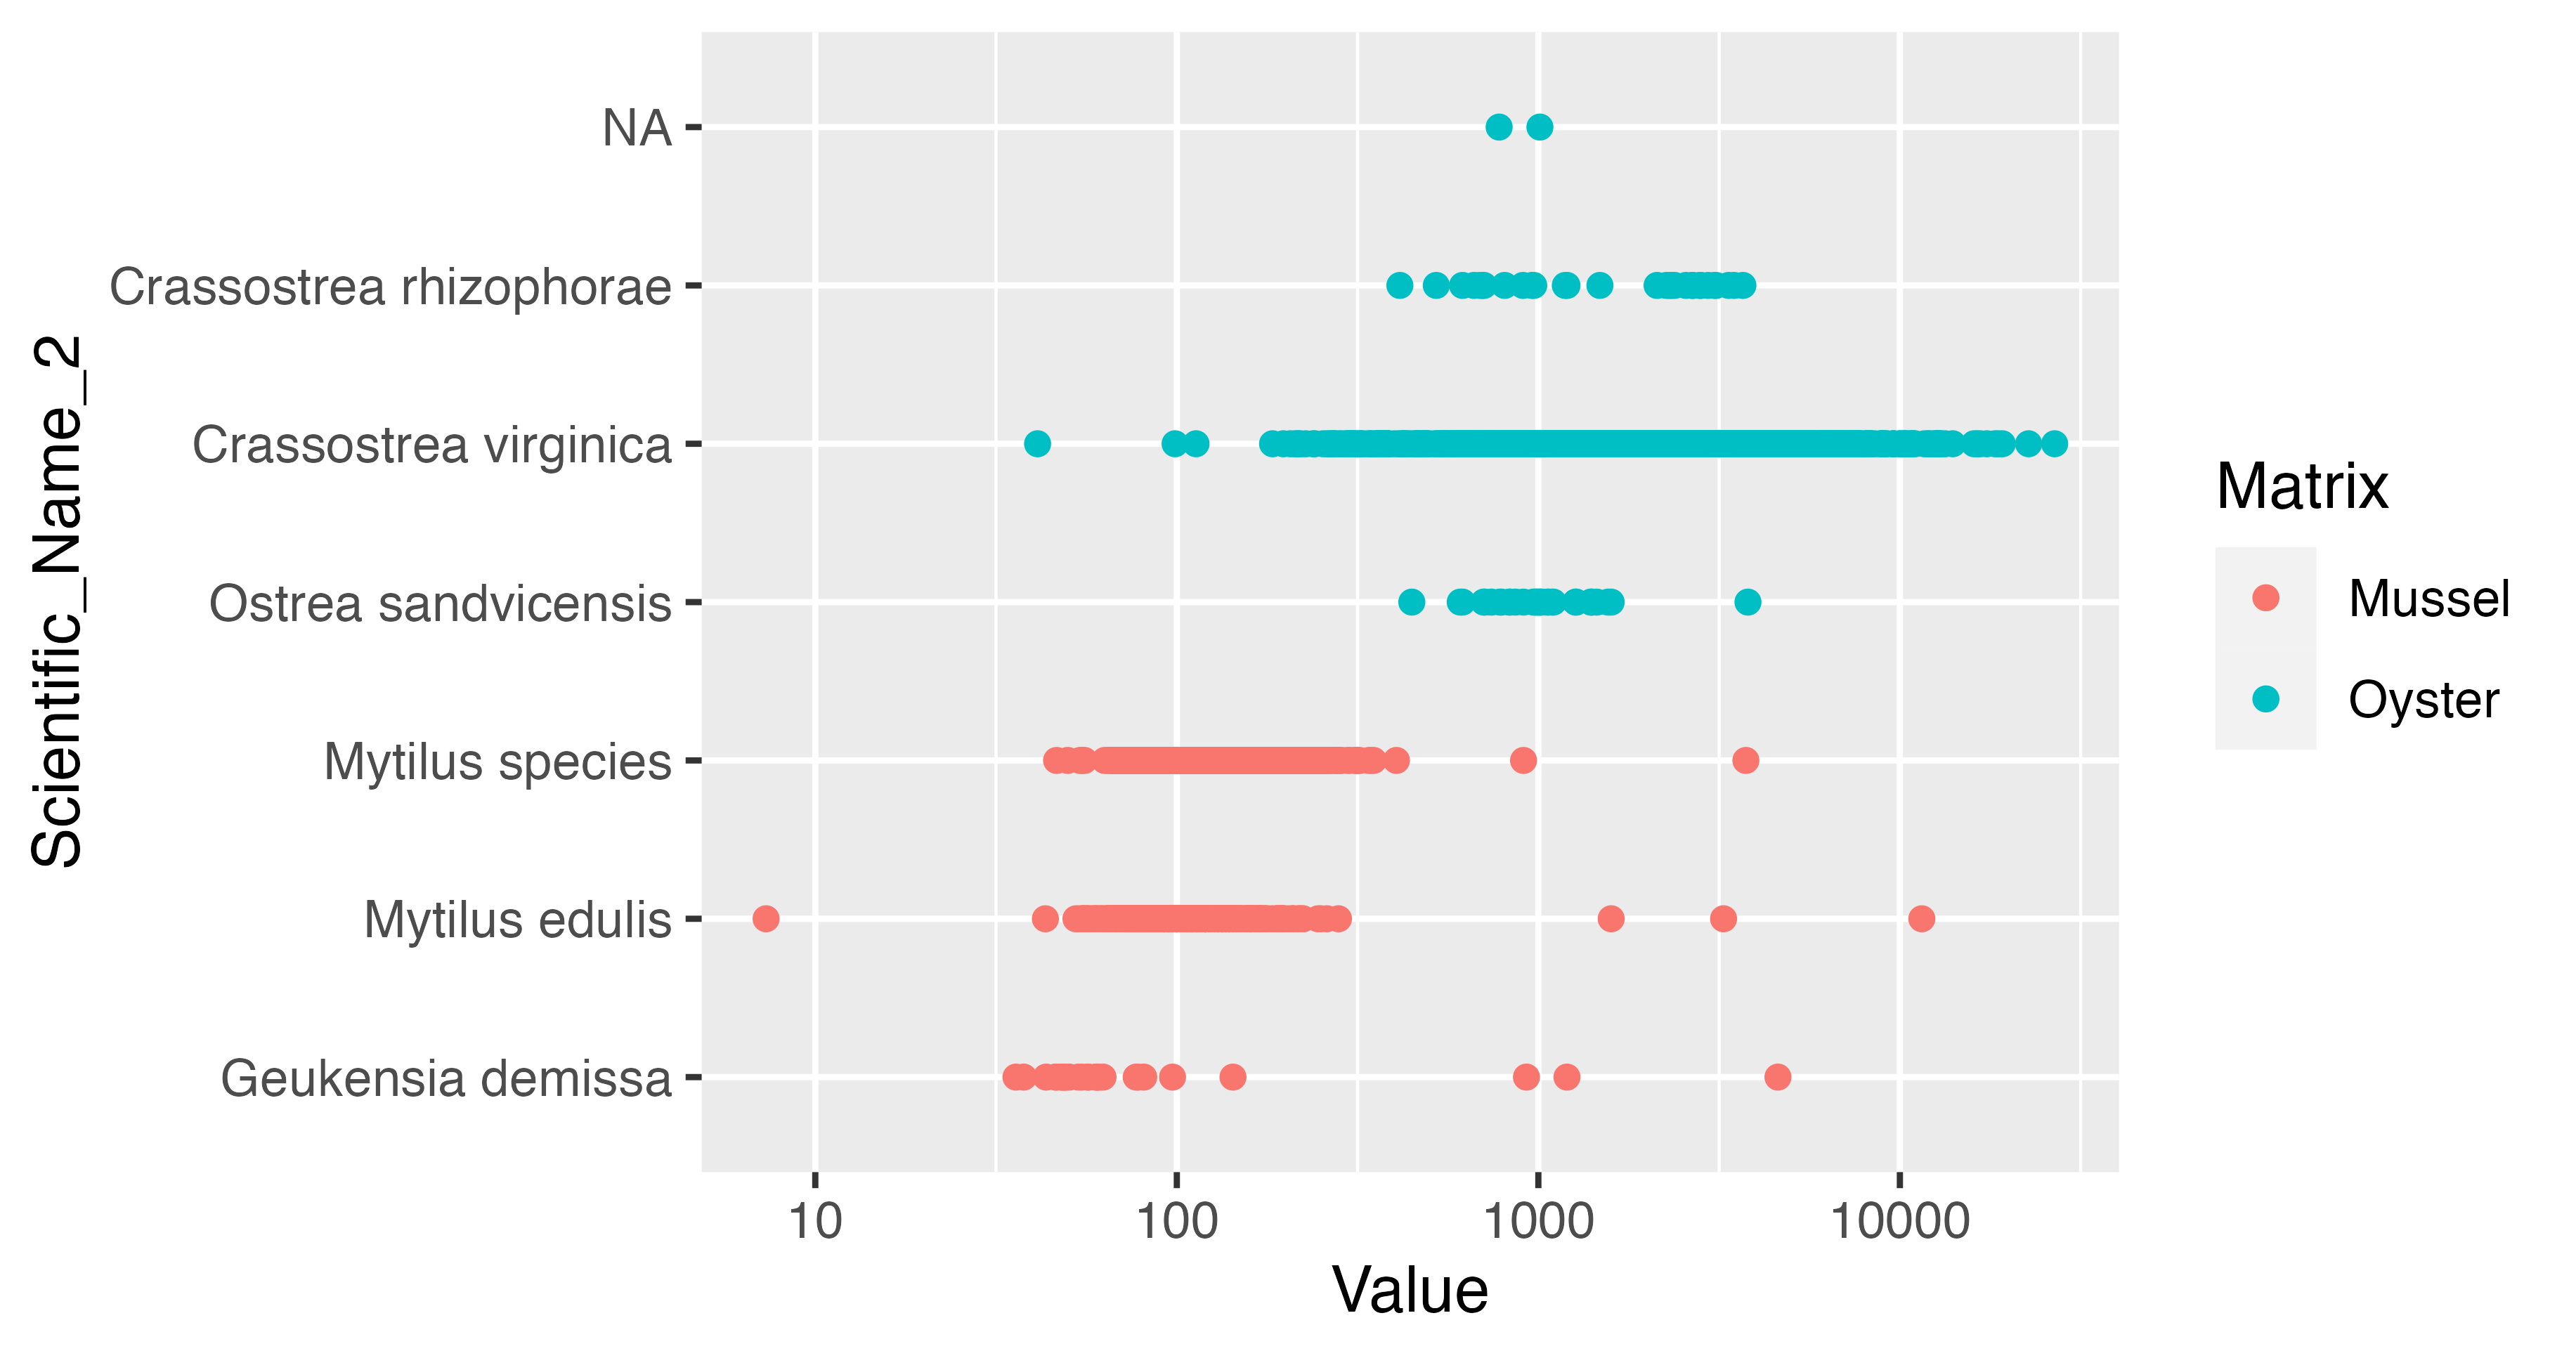 Scientific_Name_2
NA
Crassostrea rhizophorae
Crassostrea virginica
Ostrea sandvicensis
Mytilus species
Mytilus edulis
Geukensia demissa
10 100 1000 10000
Value
Matrix
Mussel
Oyster